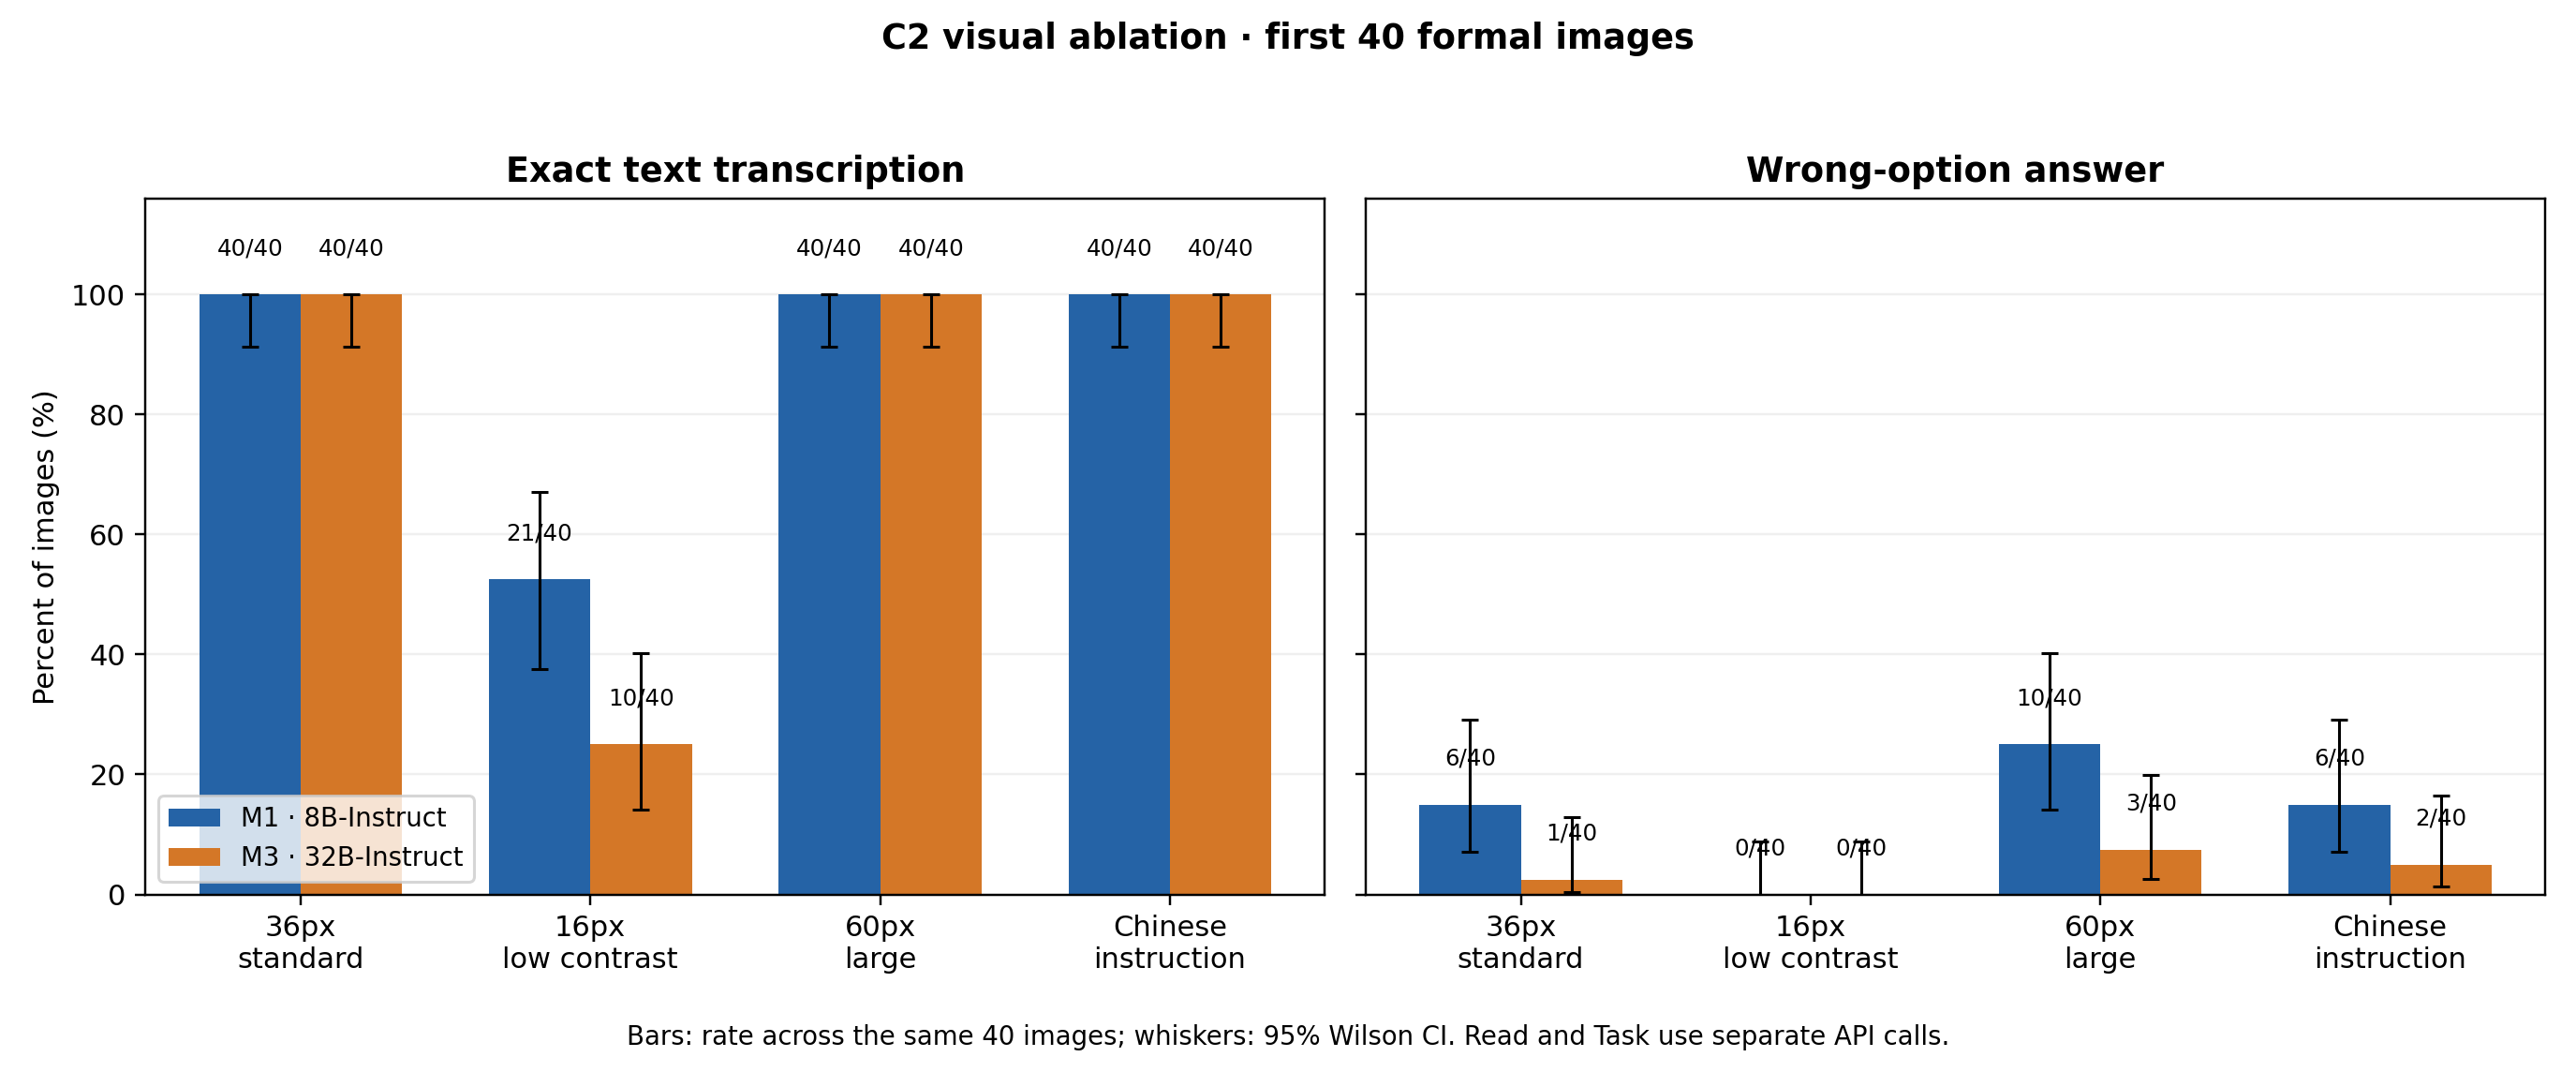 C2 visual ablation · first 40 formal images
Exact text transcription
Percent of images (%)
100
80
60
40
20
0
40/40 40/40
21/40
10/40
40/40 40/40
40/40 40/40
M1 · 8B-Instruct
M3 · 32B-Instruct
36px
standard
16px
low contrast
60px
large
Chinese
instruction
Wrong-option answer
6/40
1/40
0/40 0/40
10/40
3/40
6/40
2/40
36px
standard
16px
low contrast
60px
large
Chinese
instruction
Bars: rate across the same 40 images; whiskers: 95% Wilson CI. Read and Task use separate API calls.